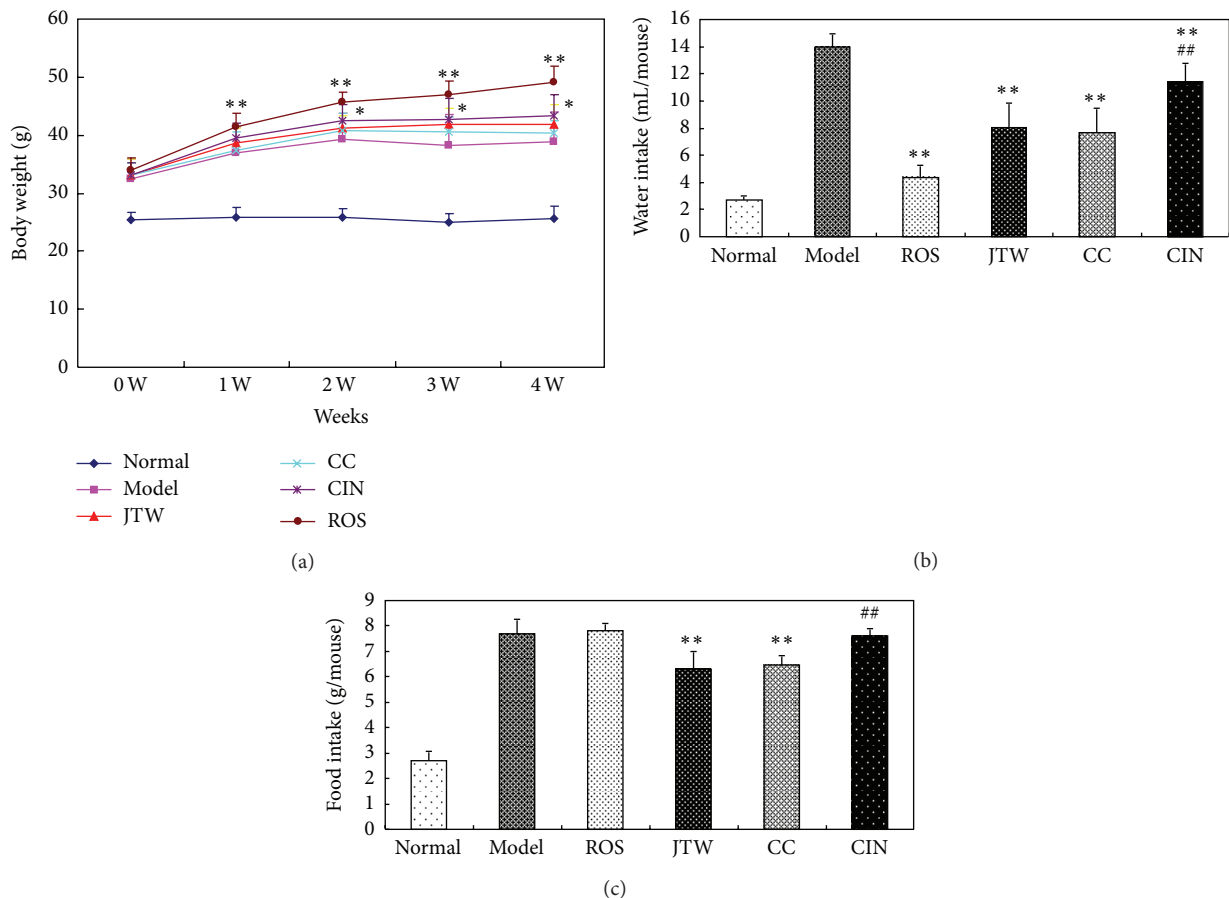 60
50
40
30
20
10
0
Body weight (g)
** ** ** **
* * *
0 W 1 W 2 W 3 W 4 W
Weeks
Normal
Model
JTW
CC
CIN
ROS
(a)
16
14
12
10
8
6
4
2
0
Water intake (mL/mouse)
**
**
**
**
##
Normal Model ROS JTW CC CIN
(b)
9
8
7
6
5
4
3
2
1
0
Food intake (g/mouse)
**
**
##
Normal Model ROS JTW CC CIN
(c)